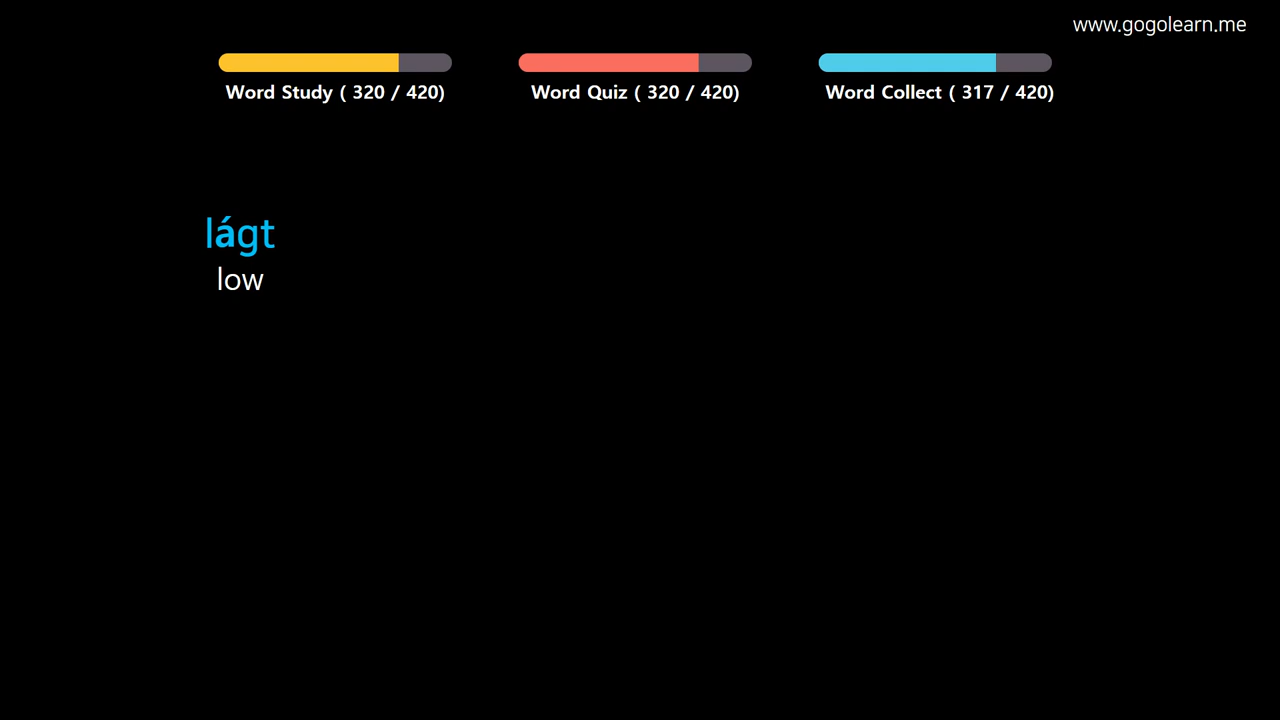 www.gogolearn.me
Word Study ( 320 / 420)
Word Quiz ( 320 / 420)
Word Collect ( 317 / 420)
lágt
low